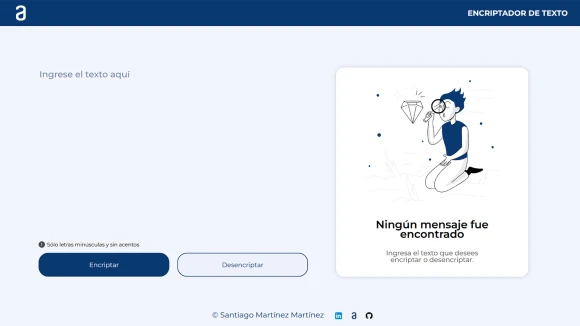 a
ENCRIPTADOR DE TEXTO
Ingrese el texto aquí
Ningún mensaje fue
encontrado
Ingresa el texto que desees
encriptar o desencriptar.
Sólo letras minúsculas y sin acentos
Encriptar
Desencriptar
© Santiago Martínez Martínez
in
a